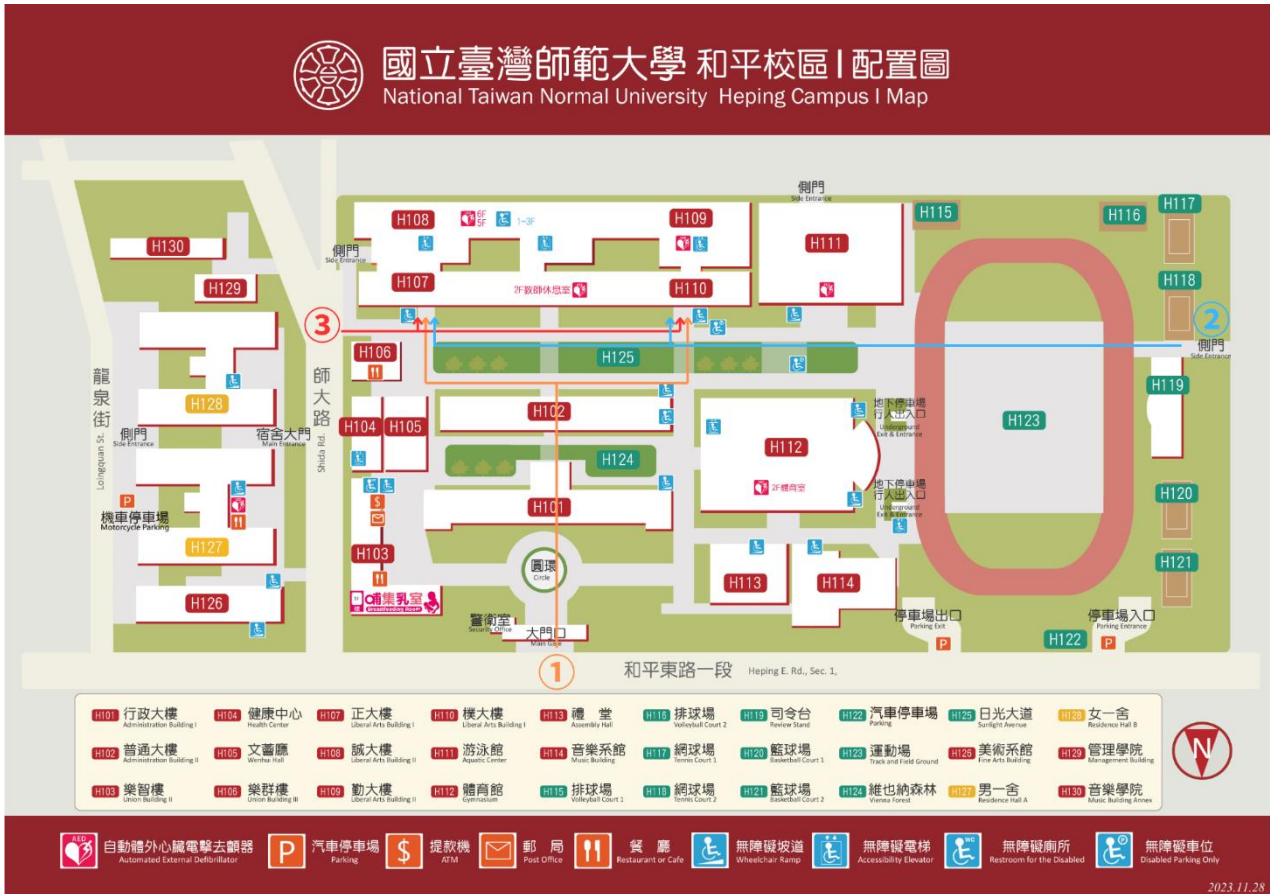 國立臺灣師範大學 和平校區 I 配置圖
National Taiwan Normal University Heping Campus I Map
側門
Side Entrance
H115
H116
H117
H108
6F
5F
1-3F
H109
H111
H130
側門
Side Entrance
H129
H107
2F教師休息室
H110
H118
3
2
側門
Side Entrance
H106
H125
龍泉街
Loingquan St.
師大路
Shida Rd.
H128
側門
Side Entrance
宿舍大門
Main Entrance
H104
H105
H102
地下停車場
行人出入口
Underground
Exit & Entrance
H119
H123
H124
H112
2F體育室
地下停車場
行人出入口
Underground
Exit & Entrance
P
機車停車場
Motorcycle Parking
$
H101
H120
H127
H103
圓環
Circle
H113
H114
H121
哺集乳室
Breastfeeding Room
H126
警衛室
Security Office
大門口
Main Gate
停車場出口
Parking Exit
P
H122
停車場入口
Parking Entrance
P
1
和平東路一段 Heping E. Rd., Sec. 1,
H101 行政大樓
Administration Building I
H104 健康中心
Health Center
H107 正大樓
Liberal Arts Building I
H110 樸大樓
Liberal Arts Building I
H113 禮 堂
Assembly Hall
H116 排球場
Volleyball Court 2
H119 司令台
Review Stand
H122 汽車停車場
Parking
H125 日光大道
Sunlight Avenue
H128 女一舍
Residence Hall B
H102 普通大樓
Administration Building II
H105 文薈廳
Wenhui Hall
H108 誠大樓
Liberal Arts Building II
H111 游泳館
Aquatic Center
H114 音樂系館
Music Building
H117 網球場
Tennis Court 1
H120 籃球場
Basketball Court 1
H123 運動場
Track and Field Ground
H126 美術系館
Fine Arts Building
H129 管理學院
Management Building
H103 樂智樓
Union Building II
H106 樂群樓
Union Building III
H109 勤大樓
Liberal Arts Building II
H112 體育館
Gymnasium
H115 排球場
Volleyball Court 1
H118 網球場
Tennis Court 2
H121 籃球場
Basketball Court 2
H124 維也納森林
Vienna Forest
H127 男一舍
Residence Hall A
H130 音樂學院
Music Building Annex
N
AED
自動體外心臟電擊去顫器
Automated External Defibrillator
P
汽車停車場
Parking
$
提款機
ATM
郵 局
Post Office
餐 廳
Restaurant or Cafe
無障礙坡道
Wheelchair Ramp
無障礙電梯
Accessibility Elevator
WC
無障礙廁所
Restroom for the Disabled
P
無障礙車位
Disabled Parking Only
2023.11.28